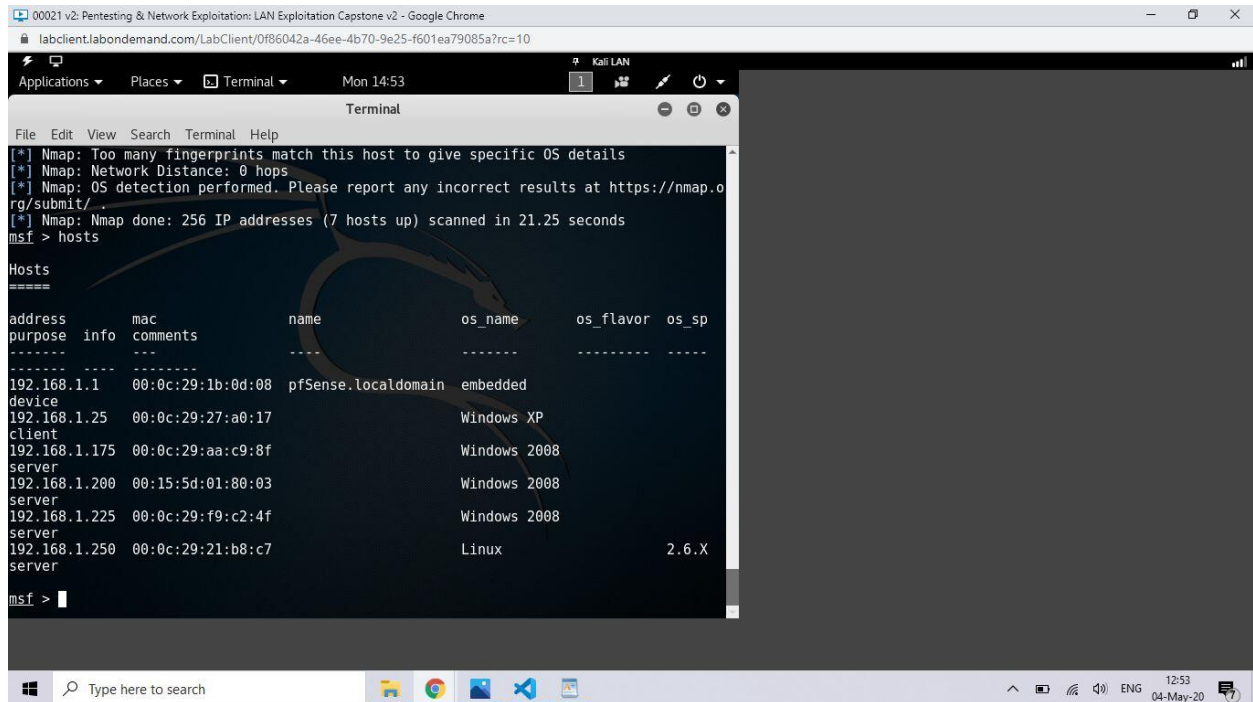 00021 v2: Pentesting & Network Exploitation: LAN Exploitation Capstone v2 - Google Chrome
labclient.labondemand.com/LabClient/0f86042a-46ee-4b70-9e25-f601ea79085a?rc=10
Kali LAN
Applications Places Terminal Mon 14:53 1
Terminal
File Edit View Search Terminal Help
[*] Nmap: Too many fingerprints match this host to give specific OS details
[*] Nmap: Network Distance: 0 hops
[*] Nmap: OS detection performed. Please report any incorrect results at https://nmap.o
rg/submit/ .
[*] Nmap: Nmap done: 256 IP addresses (7 hosts up) scanned in 21.25 seconds
msf > hosts
Hosts
=====
address mac name os_name os_flavor os_sp
purpose info comments
------- --- ---- ------- --------- -----
------- ---- --------
192.168.1.1 00:0c:29:1b:0d:08 pfSense.localdomain embedded
device
192.168.1.25 00:0c:29:27:a0:17 Windows XP
client
192.168.1.175 00:0c:29:aa:c9:8f Windows 2008
server
192.168.1.200 00:15:5d:01:80:03 Windows 2008
server
192.168.1.225 00:0c:29:f9:c2:4f Windows 2008
server
192.168.1.250 00:0c:29:21:b8:c7 Linux 2.6.X
server
msf >
Type here to search
ENG
12:53
04-May-20
7